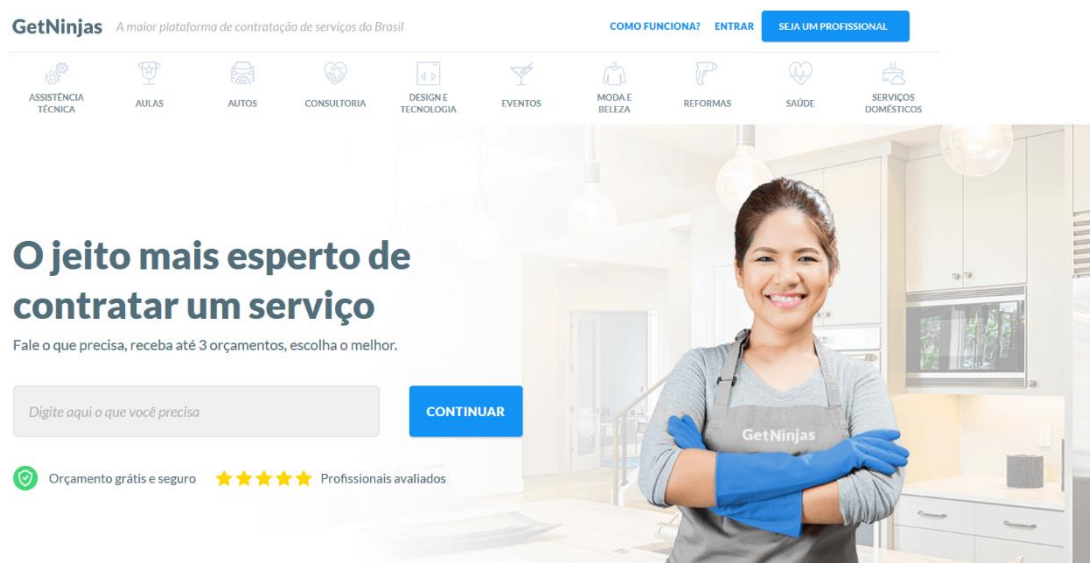 GetNinjas A maior plataforma de contratação de serviços do Brasil COMO FUNCIONA? ENTRAR SEJA UM PROFISSIONAL
ASSISTÊNCIA
TÉCNICA
AULAS
AUTOS
CONSULTORIA
DESIGN E
TECNOLOGIA
EVENTOS
MODA E
BELEZA
REFORMAS
SAÚDE
SERVIÇOS
DOMÉSTICOS
O jeito mais esperto de
contratar um serviço
Fale o que precisa, receba até 3 orçamentos, escolha o melhor.
Digite aqui o que você precisa
CONTINUAR
Orçamento grátis e seguro
Profissionais avaliados
GetNinjas